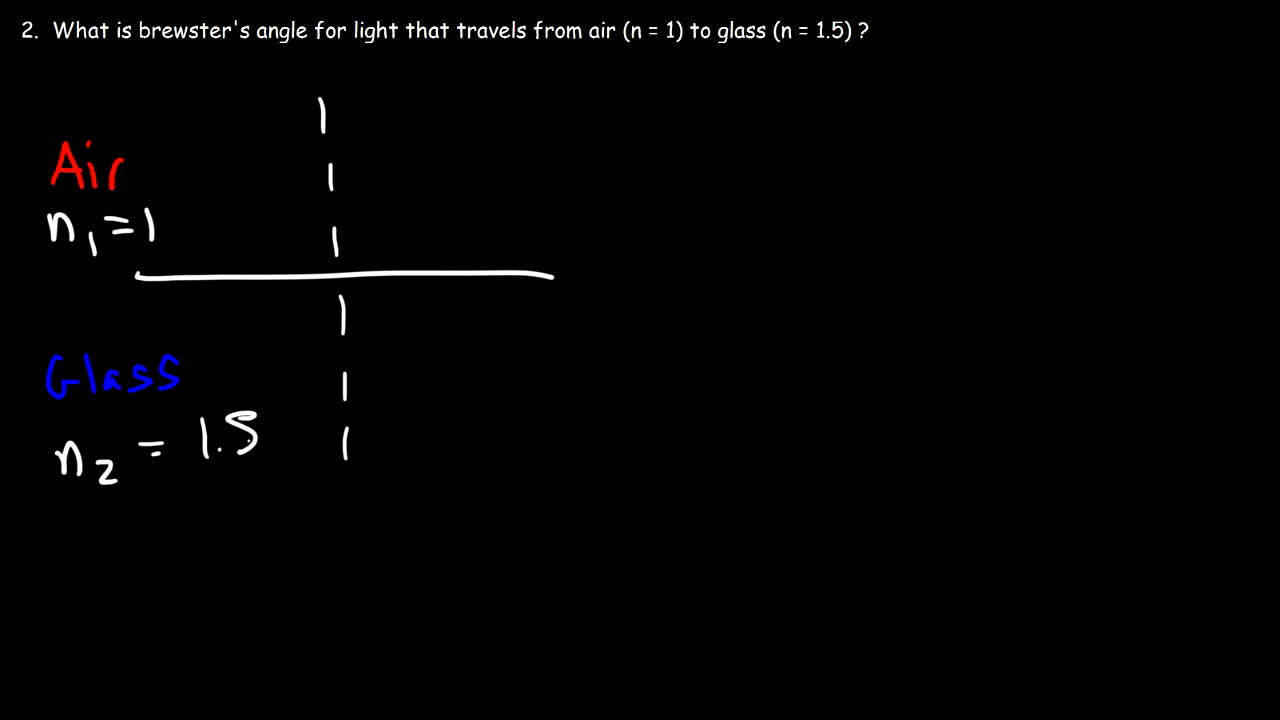 2. What is brewster's angle for light that travels from air (n = 1) to glass (n = 1.5) ?
Air
n₁ = 1
Glass
n₂ = 1.5